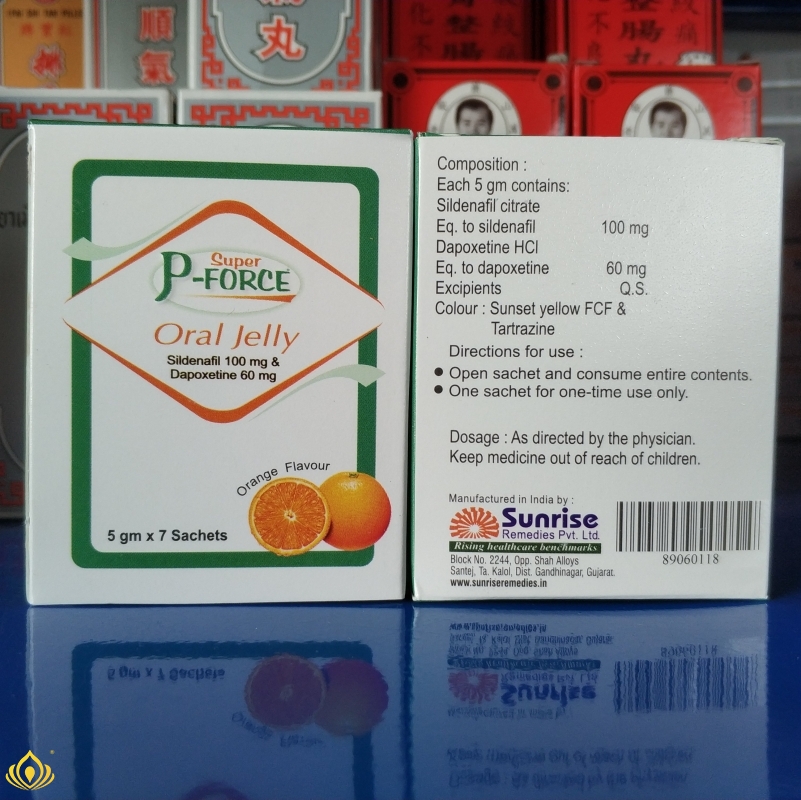 順氣
丸
整腸
整腸丸
Super
P-FORCE
Oral Jelly
Sildenafil 100 mg &
Dapoxetine 60 mg
Orange Flavour
5 gm x 7 Sachets
Composition :
Each 5 gm contains:
Sildenafil citrate
Eq. to sildenafil 100 mg
Dapoxetine HCl
Eq. to dapoxetine 60 mg
Excipients Q.S.
Colour : Sunset yellow FCF &
Tartrazine
Directions for use :
• Open sachet and consume entire contents.
• One sachet for one-time use only.
Dosage : As directed by the physician.
Keep medicine out of reach of children.
Manufactured in India by :
Sunrise
Remedies Pvt. Ltd.
Rising healthcare benchmarks
Block No. 2244, Opp. Shah Alloys
Santej, Ta. Kalol, Dist. Gandhinagar, Gujarat.
www.sunriseremedies.in
89060118